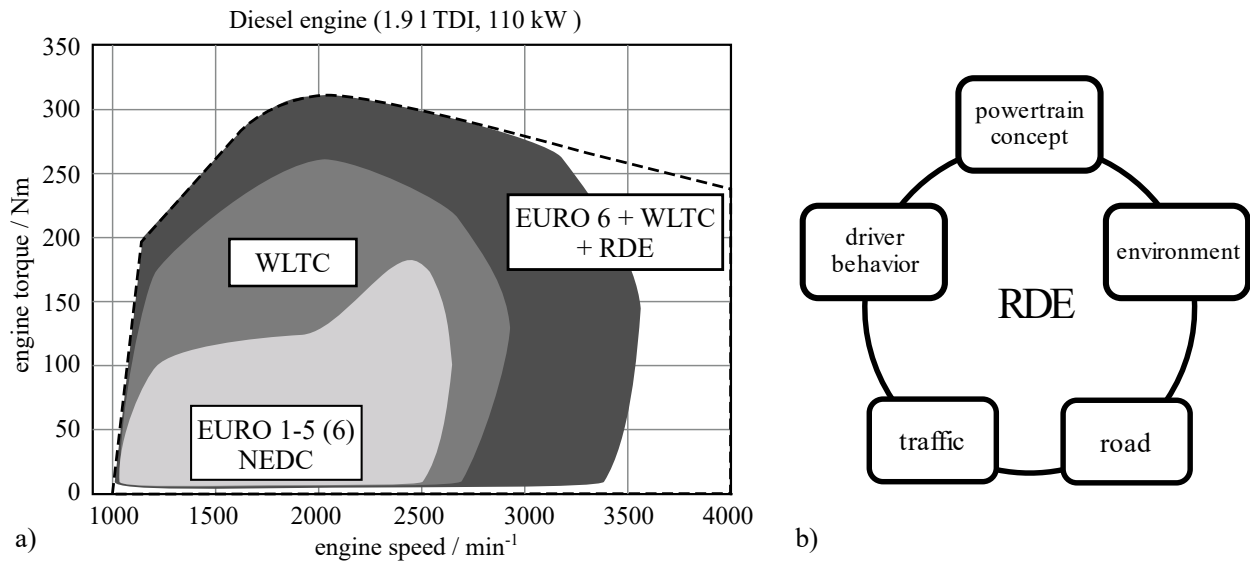 Diesel engine (1.9 l TDI, 110 kW )
engine torque / Nm
350
300
250
200
150
100
50
0
1000
1500
2000
2500
3000
3500
4000
engine speed / min-1
WLTC
EURO 6 + WLTC
+ RDE
EURO 1-5 (6)
NEDC
a)
powertrain
concept
driver
behavior
environment
RDE
traffic
road
b)